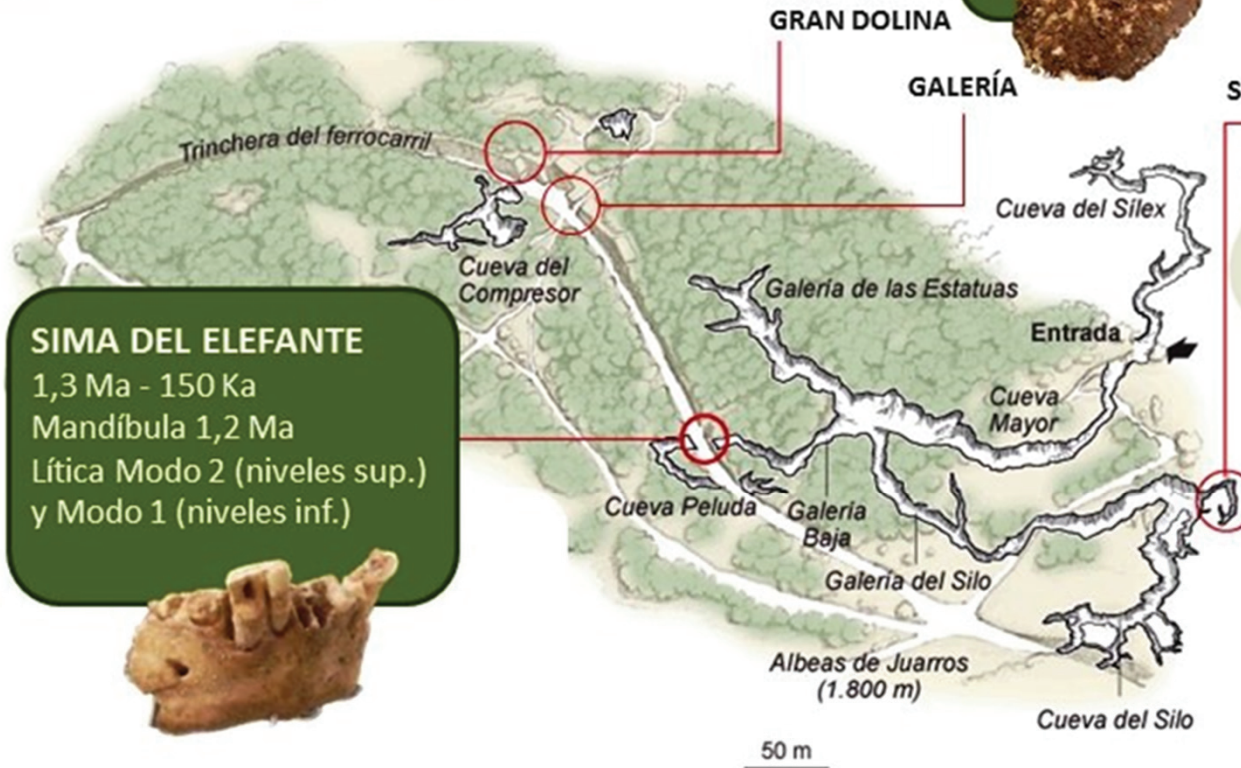 GRAN DOLINA
GALERÍA
S
Trinchera del ferrocarril
Cueva del Sílex
Cueva del
Compresor
Galería de las Estatuas
Entrada
SIMA DEL ELEFANTE
1,3 Ma - 150 Ka
Mandíbula 1,2 Ma
Lítica Modo 2 (niveles sup.)
y Modo 1 (niveles inf.)
Cueva
Mayor
Cueva Peluda
Galería
Baja
Galería del Silo
Albeas de Juarros
(1.800 m)
Cueva del Silo
50 m